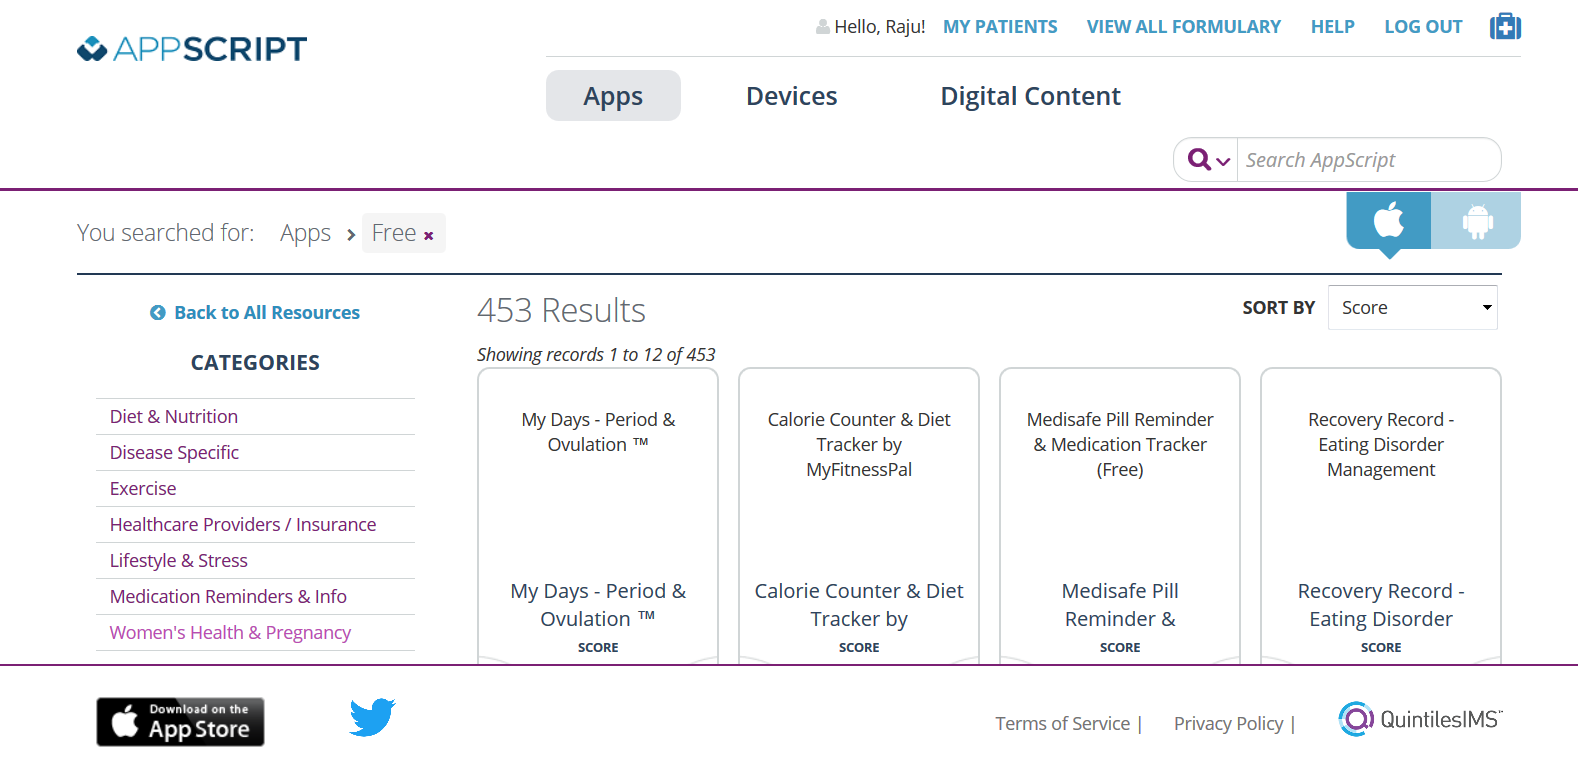 APPSCRIPT
Hello, Raju! MY PATIENTS VIEW ALL FORMULARY HELP LOG OUT
Apps Devices Digital Content
Search AppScript
You searched for: Apps Free
Back to All Resources
CATEGORIES
Diet & Nutrition
Disease Specific
Exercise
Healthcare Providers / Insurance
Lifestyle & Stress
Medication Reminders & Info
Women's Health & Pregnancy
453 Results
SORT BY Score
Showing records 1 to 12 of 453
My Days - Period &
Ovulation ™
My Days - Period &
Ovulation ™
SCORE
Calorie Counter & Diet
Tracker by
MyFitnessPal
Calorie Counter & Diet
Tracker by
SCORE
Medisafe Pill Reminder
& Medication Tracker
(Free)
Medisafe Pill
Reminder &
SCORE
Recovery Record -
Eating Disorder
Management
Recovery Record -
Eating Disorder
SCORE
Download on the
App Store
Terms of Service |
Privacy Policy |
QuintilesIMS™